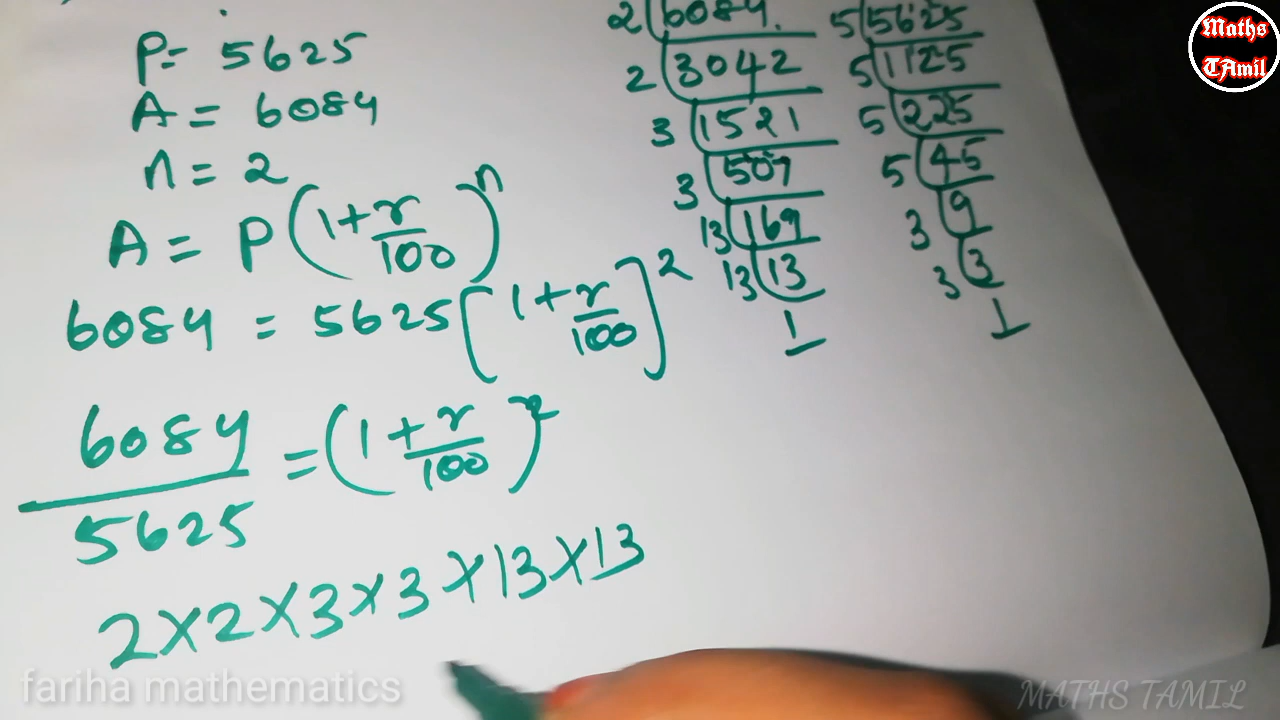 P= 5625
A = 6084
n = 2
A = P(1+r/100)^n
6084 = 5625[1+r/100]^2
6084/5625 = (1+r/100)^2
2×2×3×3×13×13
2 6084
2 3042
3 1521
3 507
13 169
13 13
1
5 5625
5 1125
5 225
5 45
3 9
3 3
1
Maths
TAmil
fariha mathematics
MATHS TAMIL